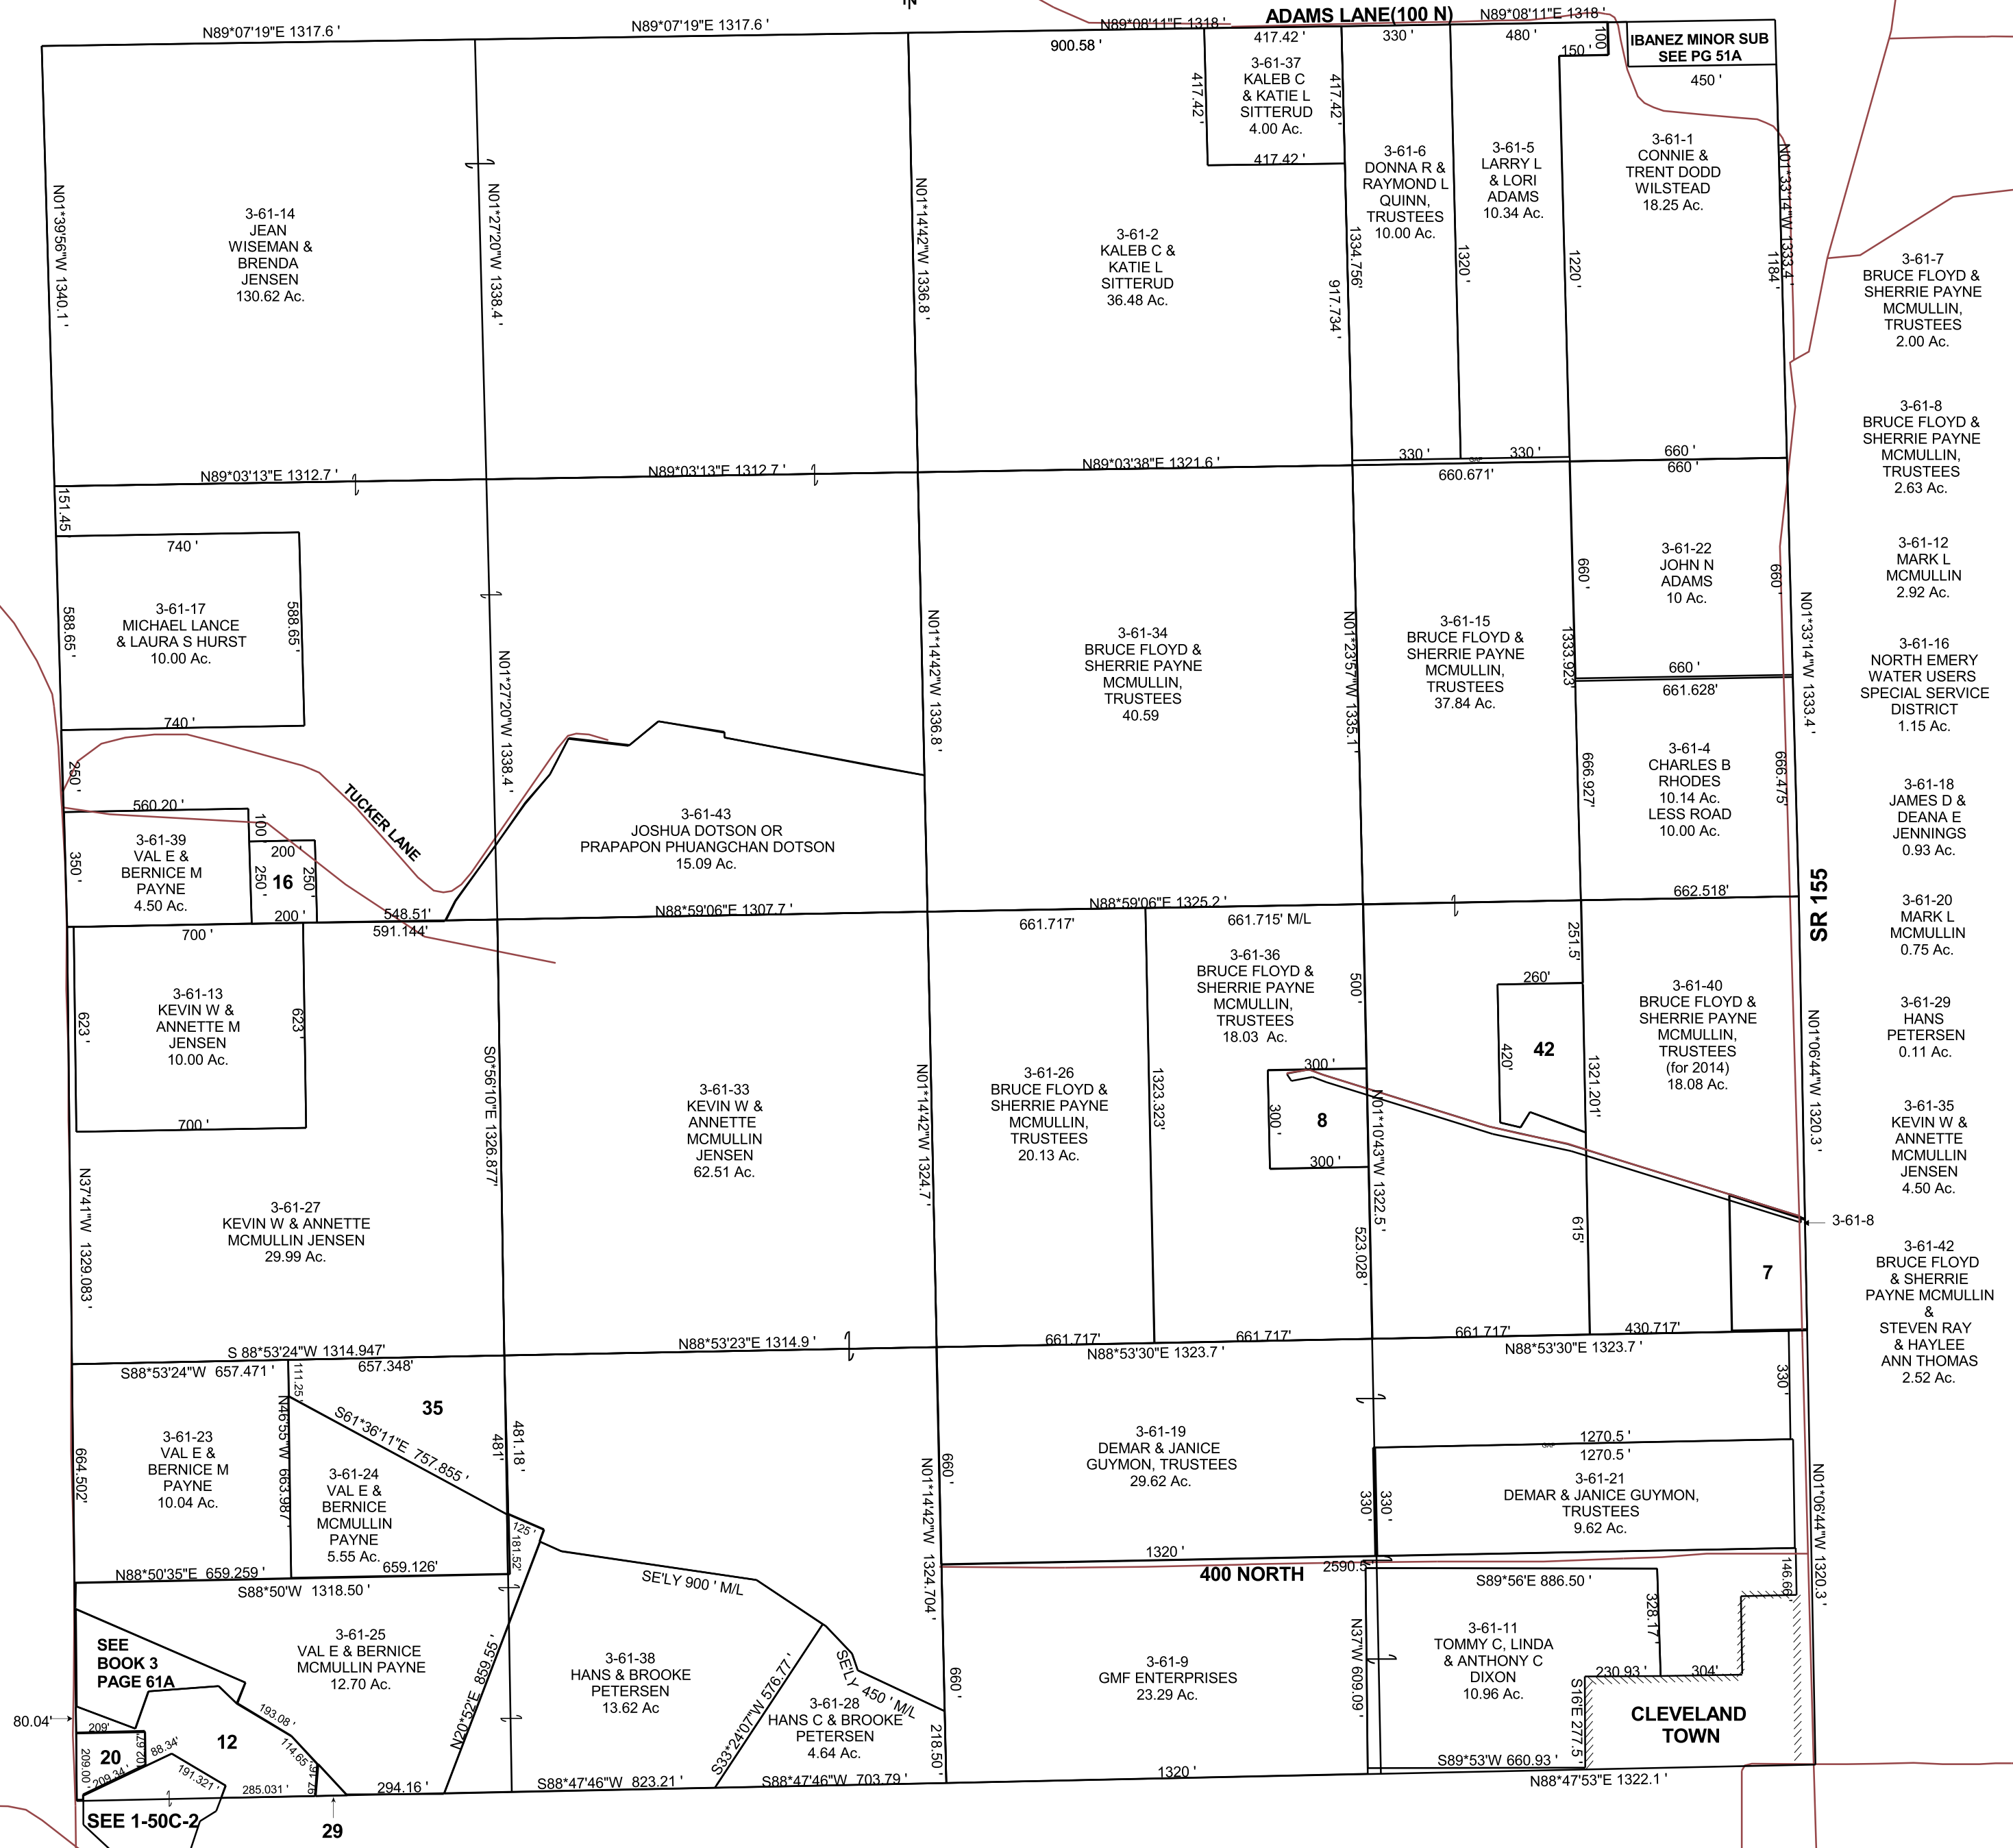 N
ADAMS LANE(100 N)
N89*07'19"E 1317.6 '
N89*07'19"E 1317.6 '
N89*08'11"E 1318 '
N89*08'11"E 1318 '
900.58 '
417.42 '
330 '
480 '
150 '
100
IBANEZ MINOR SUB
SEE PG 51A
450 '
3-61-37
KALEB C
& KATIE L
SITTERUD
4.00 Ac.
417.42 '
417.42 '
417.42 '
3-61-14
JEAN
WISEMAN &
BRENDA
JENSEN
130.62 Ac.
N01*39'56"W 1340.1 '
N01*27'20"W 1338.4 '
N01*14'42"W 1336.8 '
3-61-2
KALEB C &
KATIE L
SITTERUD
36.48 Ac.
917.734 '
1334.756'
3-61-6
DONNA R &
RAYMOND L
QUINN,
TRUSTEES
10.00 Ac.
1320 '
3-61-5
LARRY L
& LORI
ADAMS
10.34 Ac.
1220 '
3-61-1
CONNIE &
TRENT DODD
WILSTEAD
18.25 Ac.
1184 '
N01*33'14"W 1333.4 '
3-61-7
BRUCE FLOYD &
SHERRIE PAYNE
MCMULLIN,
TRUSTEES
2.00 Ac.
3-61-8
BRUCE FLOYD &
SHERRIE PAYNE
MCMULLIN,
TRUSTEES
2.63 Ac.
3-61-12
MARK L
MCMULLIN
2.92 Ac.
3-61-16
NORTH EMERY
WATER USERS
SPECIAL SERVICE
DISTRICT
1.15 Ac.
3-61-18
JAMES D &
DEANA E
JENNINGS
0.93 Ac.
3-61-20
MARK L
MCMULLIN
0.75 Ac.
3-61-29
HANS
PETERSEN
0.11 Ac.
3-61-35
KEVIN W &
ANNETTE
MCMULLIN
JENSEN
4.50 Ac.
3-61-8
3-61-42
BRUCE FLOYD
& SHERRIE
PAYNE MCMULLIN
&
STEVEN RAY
& HAYLEE
ANN THOMAS
2.52 Ac.
N89*03'13"E 1312.7 '
N89*03'13"E 1312.7 '
N89*03'38"E 1321.6 '
330 '
GAP
330 '
660.671'
660 '
660 '
151.45
740 '
588.65 '
588.65 '
3-61-17
MICHAEL LANCE
& LAURA S HURST
10.00 Ac.
740 '
N01*27'20"W 1338.4 '
N01*14'42"W 1336.8 '
3-61-34
BRUCE FLOYD &
SHERRIE PAYNE
MCMULLIN,
TRUSTEES
40.59
N01*23'57"W 1335.1 '
3-61-15
BRUCE FLOYD &
SHERRIE PAYNE
MCMULLIN,
TRUSTEES
37.84 Ac.
1333.923'
660 '
3-61-22
JOHN N
ADAMS
10 Ac.
660 '
660 '
661.628'
N01*33'14"W 1333.4 '
666.927'
3-61-4
CHARLES B
RHODES
10.14 Ac.
LESS ROAD
10.00 Ac.
666.475'
662.518'
SR 155
250 '
TUCKER LANE
560.20 '
100 '
200 '
350 '
3-61-39
VAL E &
BERNICE M
PAYNE
4.50 Ac.
250 '
16
250 '
200 '
548.51'
3-61-43
JOSHUA DOTSON OR
PRAPAPON PHUANGCHAN DOTSON
15.09 Ac.
N88*59'06"E 1307.7 '
N88*59'06"E 1325.2 '
700 '
591.144'
661.717'
661.715' M/L
251.5'
260'
3-61-13
KEVIN W &
ANNETTE M
JENSEN
10.00 Ac.
623 '
623 '
700 '
3-61-36
BRUCE FLOYD &
SHERRIE PAYNE
MCMULLIN,
TRUSTEES
18.03 Ac.
500'
300 '
300 '
8
300 '
42
420'
3-61-40
BRUCE FLOYD &
SHERRIE PAYNE
MCMULLIN,
TRUSTEES
(for 2014)
18.08 Ac.
1321.201'
N01*06'44"W 1320.3 '
S0*56'10"E 1326.877'
3-61-33
KEVIN W &
ANNETTE
MCMULLIN
JENSEN
62.51 Ac.
N01*14'42"W 1324.7 '
3-61-26
BRUCE FLOYD &
SHERRIE PAYNE
MCMULLIN,
TRUSTEES
20.13 Ac.
1323.323'
N01*10'43"W 1322.5 '
523.028 '
615'
7
N37'41"W 1329.083 '
3-61-27
KEVIN W & ANNETTE
MCMULLIN JENSEN
29.99 Ac.
S 88*53'24"W 1314.947'
N88*53'23"E 1314.9 '
661.717'
661.717'
661.717'
430.717'
N88*53'30"E 1323.7 '
N88*53'30"E 1323.7 '
S88*53'24"W 657.471 '
657.348'
111.25 '
35
S61*36'11"E 757.855 '
481'
481.18 '
664.502'
3-61-23
VAL E &
BERNICE M
PAYNE
10.04 Ac.
N46'55"W 663.987'
3-61-24
VAL E &
BERNICE
MCMULLIN
PAYNE
5.55 Ac.
659.126'
N88*50'35"E 659.259 '
S88*50'W 1318.50 '
125 '
181.52'
SE'LY 900 ' M/L
660 '
3-61-19
DEMAR & JANICE
GUYMON, TRUSTEES
29.62 Ac.
N01*14'42"W 1324.704 '
330 '
1270.5 '
GAP
1270.5 '
330 '
330 '
3-61-21
DEMAR & JANICE GUYMON,
TRUSTEES
9.62 Ac.
N01*06'44"W 1320.3 '
1320 '
400 NORTH
2590.5 '
S89*56'E 886.50 '
146.66'
SEE
BOOK 3
PAGE 61A
3-61-25
VAL E & BERNICE
MCMULLIN PAYNE
12.70 Ac.
N20*52'E 859.55 '
3-61-38
HANS & BROOKE
PETERSEN
13.62 Ac
S33*24'07"W 576.77 '
SE'LY 450 ' M/L
3-61-28
HANS C & BROOKE
PETERSEN
4.64 Ac.
660 '
218.50'
3-61-9
GMF ENTERPRISES
23.29 Ac.
N37'W 609.09 '
3-61-11
TOMMY C, LINDA
& ANTHONY C
DIXON
10.96 Ac.
328.17 '
230.93 '
304'
S16'E 277.5 '
CLEVELAND
TOWN
80.04'
209'
20
209.00 '
209.34 '
88.34'
191.321 '
12
193.08 '
114.65 '
285.031 '
294.16 '
S88*47'46"W 823.21 '
S88*47'46"W 703.79 '
1320 '
S89*53'W 660.93 '
N88*47'53"E 1322.1 '
SEE 1-50C-2
29